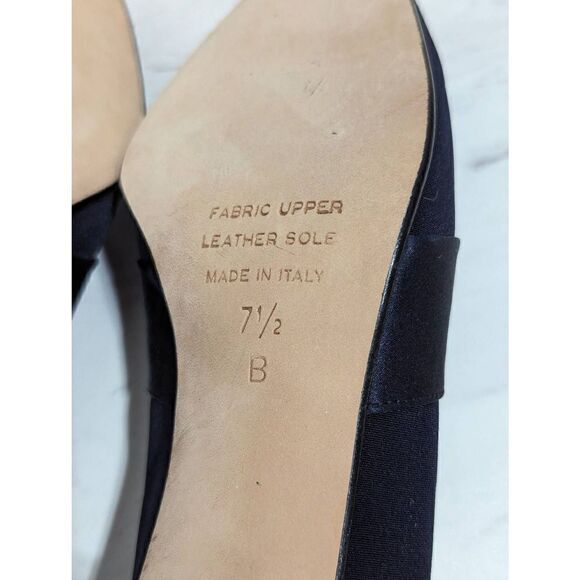 FABRIC UPPER
LEATHER SOLE
MADE IN ITALY
7½
B